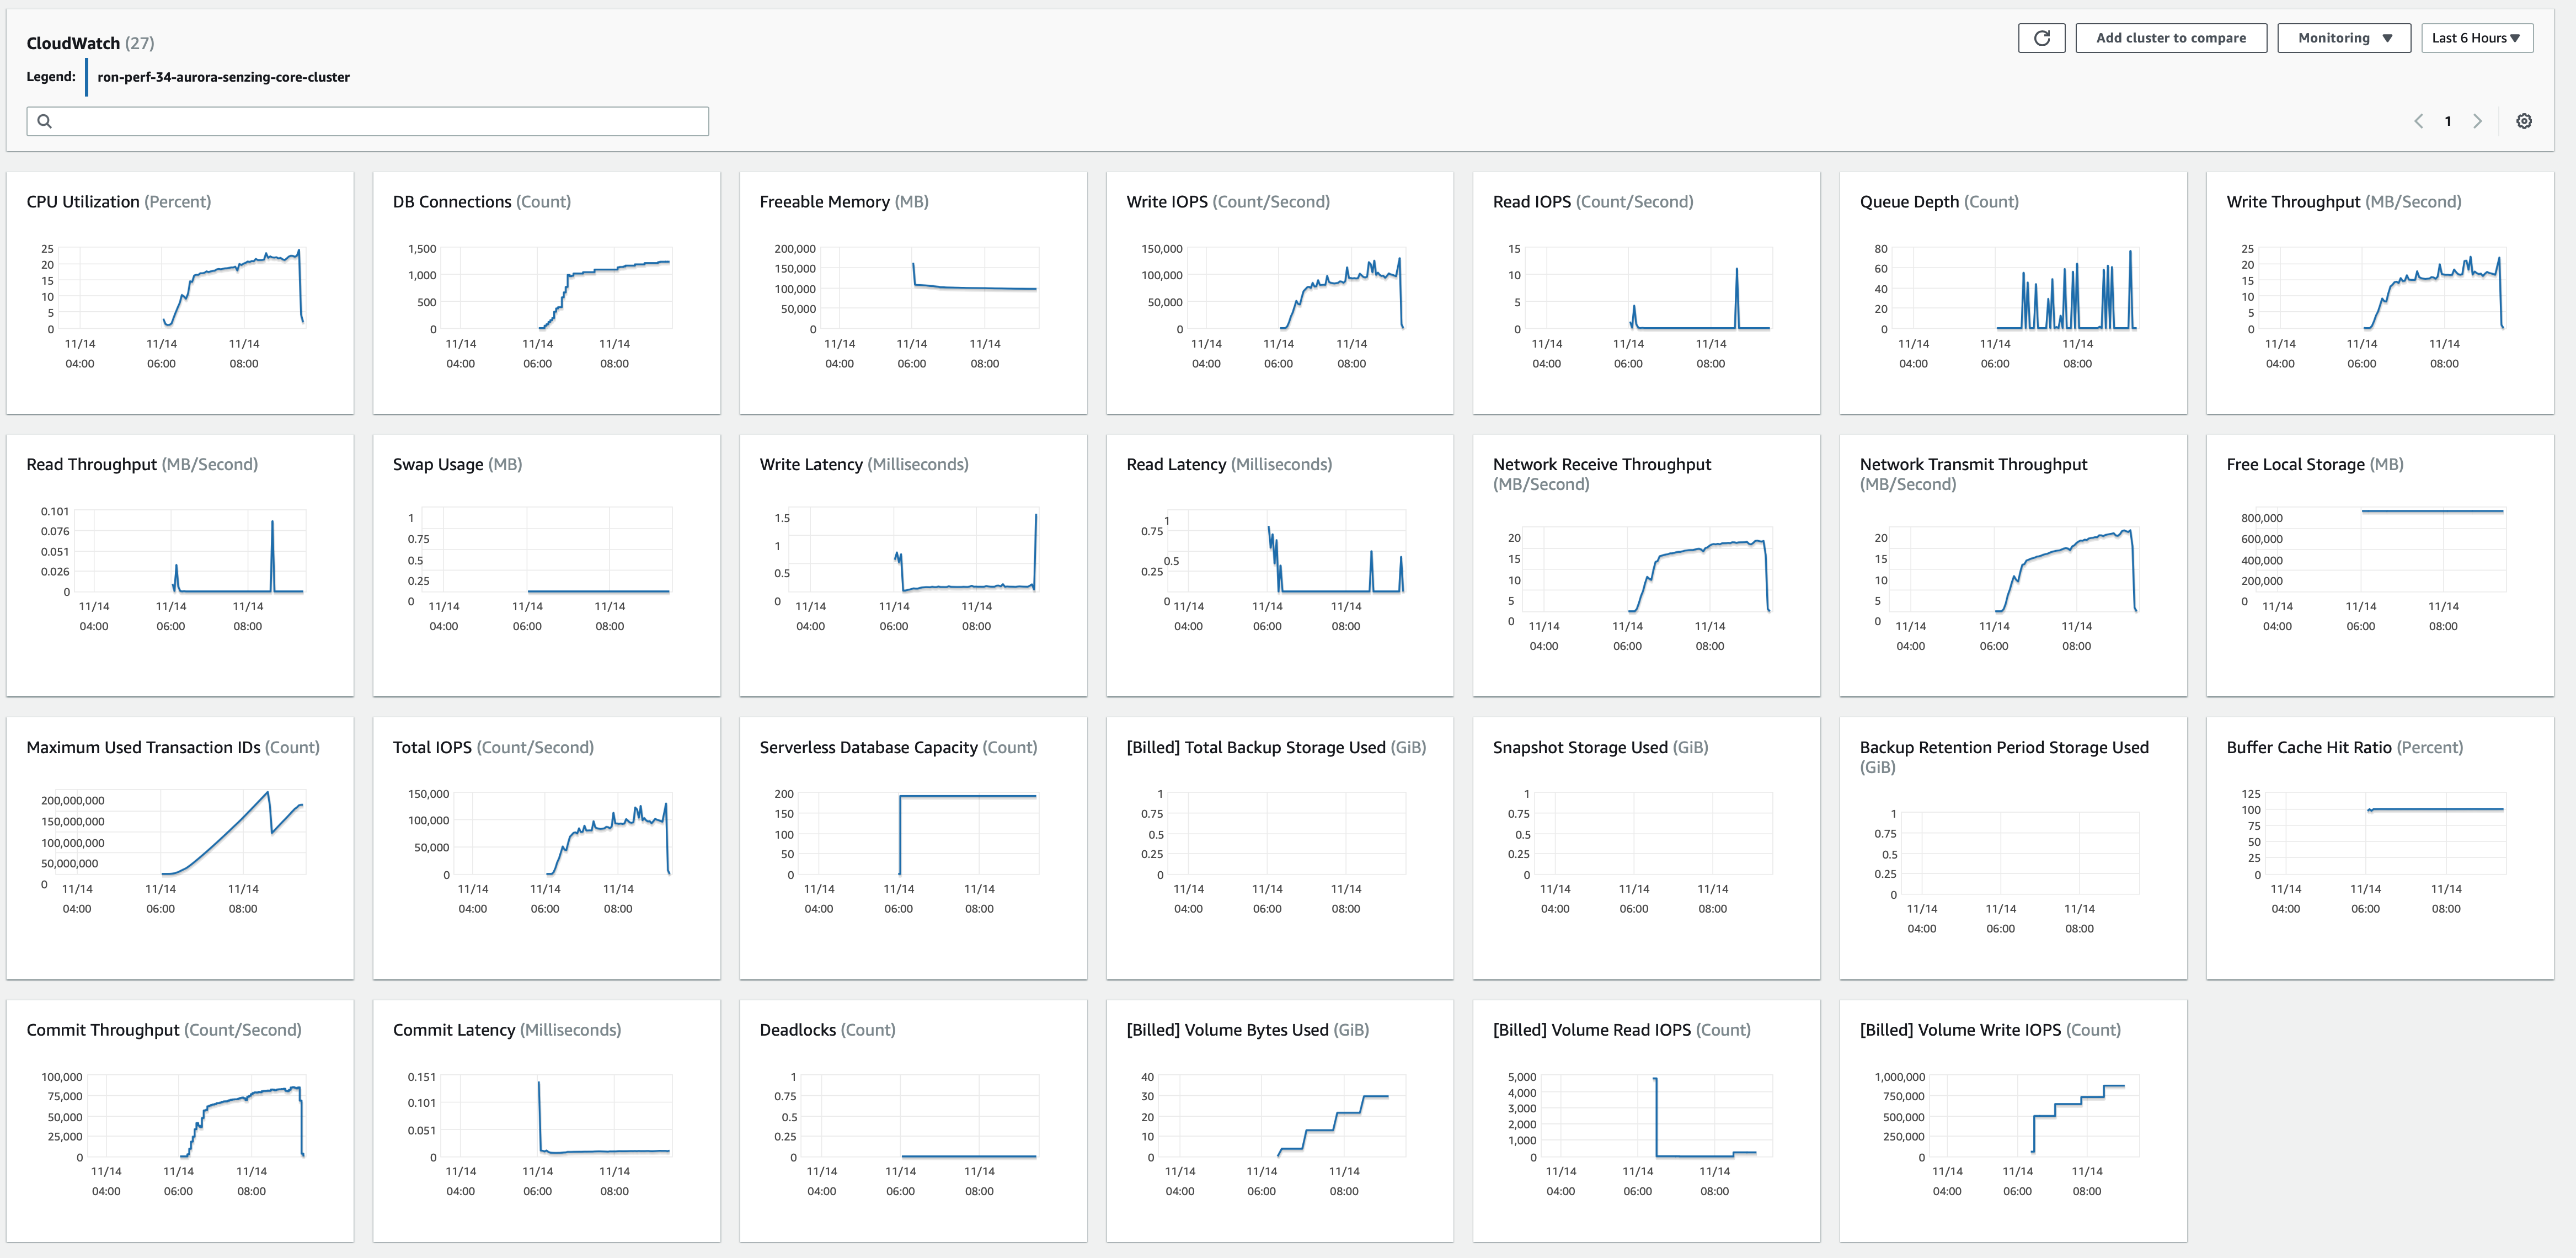 CloudWatch (27)
Add cluster to compare
Monitoring
Last 6 Hours
Legend:
ron-perf-34-aurora-senzing-core-cluster
1
CPU Utilization (Percent)
25
20
15
10
5
0
11/14 11/14 11/14
04:00 06:00 08:00
DB Connections (Count)
1,500
1,000
500
0
11/14 11/14 11/14
04:00 06:00 08:00
Freeable Memory (MB)
200,000
150,000
100,000
50,000
0
11/14 11/14 11/14
04:00 06:00 08:00
Write IOPS (Count/Second)
150,000
100,000
50,000
0
11/14 11/14 11/14
04:00 06:00 08:00
Read IOPS (Count/Second)
15
10
5
0
11/14 11/14 11/14
04:00 06:00 08:00
Queue Depth (Count)
80
60
40
20
0
11/14 11/14 11/14
04:00 06:00 08:00
Write Throughput (MB/Second)
25
20
15
10
5
0
11/14 11/14 11/14
04:00 06:00 08:00
Read Throughput (MB/Second)
0.101
0.076
0.051
0.026
0
11/14 11/14 11/14
04:00 06:00 08:00
Swap Usage (MB)
1
0.75
0.5
0.25
0
11/14 11/14 11/14
04:00 06:00 08:00
Write Latency (Milliseconds)
1.5
1
0.5
0
11/14 11/14 11/14
04:00 06:00 08:00
Read Latency (Milliseconds)
1
0.75
0.5
0.25
0
11/14 11/14 11/14
04:00 06:00 08:00
Network Receive Throughput
(MB/Second)
20
15
10
5
0
11/14 11/14 11/14
04:00 06:00 08:00
Network Transmit Throughput
(MB/Second)
20
15
10
5
0
11/14 11/14 11/14
04:00 06:00 08:00
Free Local Storage (MB)
800,000
600,000
400,000
200,000
0
11/14 11/14 11/14
04:00 06:00 08:00
Maximum Used Transaction IDs (Count)
200,000,000
150,000,000
100,000,000
50,000,000
0
11/14 11/14 11/14
04:00 06:00 08:00
Total IOPS (Count/Second)
150,000
100,000
50,000
0
11/14 11/14 11/14
04:00 06:00 08:00
Serverless Database Capacity (Count)
200
150
100
50
0
11/14 11/14 11/14
04:00 06:00 08:00
[Billed] Total Backup Storage Used (GiB)
1
0.75
0.5
0.25
0
11/14 11/14 11/14
04:00 06:00 08:00
Snapshot Storage Used (GiB)
1
0.75
0.5
0.25
0
11/14 11/14 11/14
04:00 06:00 08:00
Backup Retention Period Storage Used
(GiB)
1
0.75
0.5
0.25
0
11/14 11/14 11/14
04:00 06:00 08:00
Buffer Cache Hit Ratio (Percent)
125
100
75
50
25
0
11/14 11/14 11/14
04:00 06:00 08:00
Commit Throughput (Count/Second)
100,000
75,000
50,000
25,000
0
11/14 11/14 11/14
04:00 06:00 08:00
Commit Latency (Milliseconds)
0.151
0.101
0.051
0
11/14 11/14 11/14
04:00 06:00 08:00
Deadlocks (Count)
1
0.75
0.5
0.25
0
11/14 11/14 11/14
04:00 06:00 08:00
[Billed] Volume Bytes Used (GiB)
40
30
20
10
0
11/14 11/14 11/14
04:00 06:00 08:00
[Billed] Volume Read IOPS (Count)
5,000
4,000
3,000
2,000
1,000
0
11/14 11/14 11/14
04:00 06:00 08:00
[Billed] Volume Write IOPS (Count)
1,000,000
750,000
500,000
250,000
0
11/14 11/14 11/14
04:00 06:00 08:00